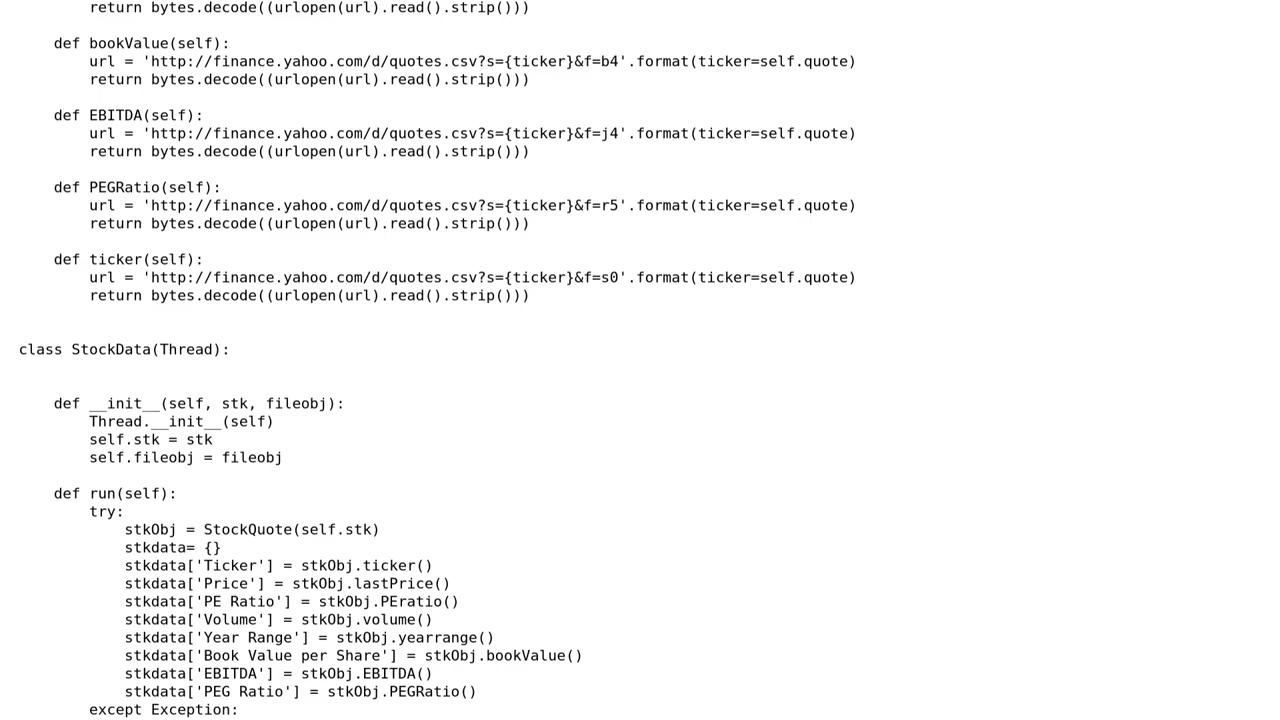 return bytes.decode((urlopen(url).read().strip()))
def bookValue(self):
url = 'http://finance.yahoo.com/d/quotes.csv?s={ticker}&f=b4'.format(ticker=self.quote)
return bytes.decode((urlopen(url).read().strip()))
def EBITDA(self):
url = 'http://finance.yahoo.com/d/quotes.csv?s={ticker}&f=j4'.format(ticker=self.quote)
return bytes.decode((urlopen(url).read().strip()))
def PEGRatio(self):
url = 'http://finance.yahoo.com/d/quotes.csv?s={ticker}&f=r5'.format(ticker=self.quote)
return bytes.decode((urlopen(url).read().strip()))
def ticker(self):
url = 'http://finance.yahoo.com/d/quotes.csv?s={ticker}&f=s0'.format(ticker=self.quote)
return bytes.decode((urlopen(url).read().strip()))
class StockData(Thread):
def __init__(self, stk, fileobj):
Thread.__init__(self)
self.stk = stk
self.fileobj = fileobj
def run(self):
try:
stkObj = StockQuote(self.stk)
stkdata= {}
stkdata['Ticker'] = stkObj.ticker()
stkdata['Price'] = stkObj.lastPrice()
stkdata['PE Ratio'] = stkObj.PEratio()
stkdata['Volume'] = stkObj.volume()
stkdata['Year Range'] = stkObj.yearrange()
stkdata['Book Value per Share'] = stkObj.bookValue()
stkdata['EBITDA'] = stkObj.EBITDA()
stkdata['PEG Ratio'] = stkObj.PEGRatio()
except Exception: